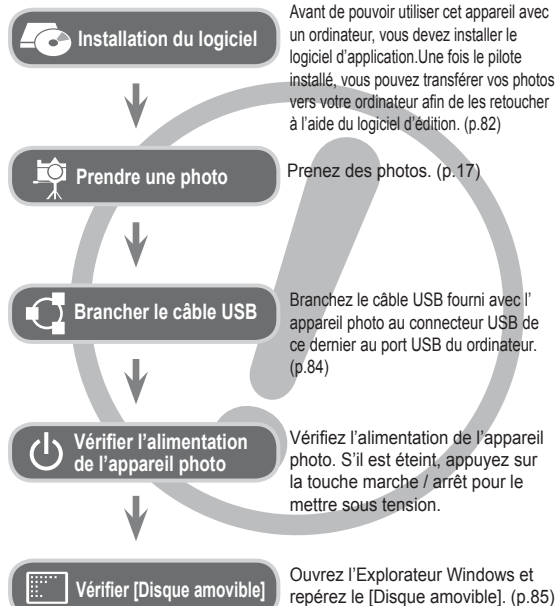 Installation du logiciel
Avant de pouvoir utiliser cet appareil avec
un ordinateur, vous devez installer le
logiciel d’application.Une fois le pilote
installé, vous pouvez transférer vos photos
vers votre ordinateur afin de les retoucher
à l’aide du logiciel d’édition. (p.82)
Prendre une photo
Prenez des photos. (p.17)
Brancher le câble USB
Branchez le câble USB fourni avec l’
appareil photo au connecteur USB de
ce dernier au port USB du ordinateur.
(p.84)
Vérifier l’alimentation
de l’appareil photo
Vérifiez l’alimentation de l’appareil
photo. S’il est éteint, appuyez sur
la touche marche / arrêt pour le
mettre sous tension.
Vérifier [Disque amovible]
Ouvrez l’Explorateur Windows et
repérez le [Disque amovible]. (p.85)